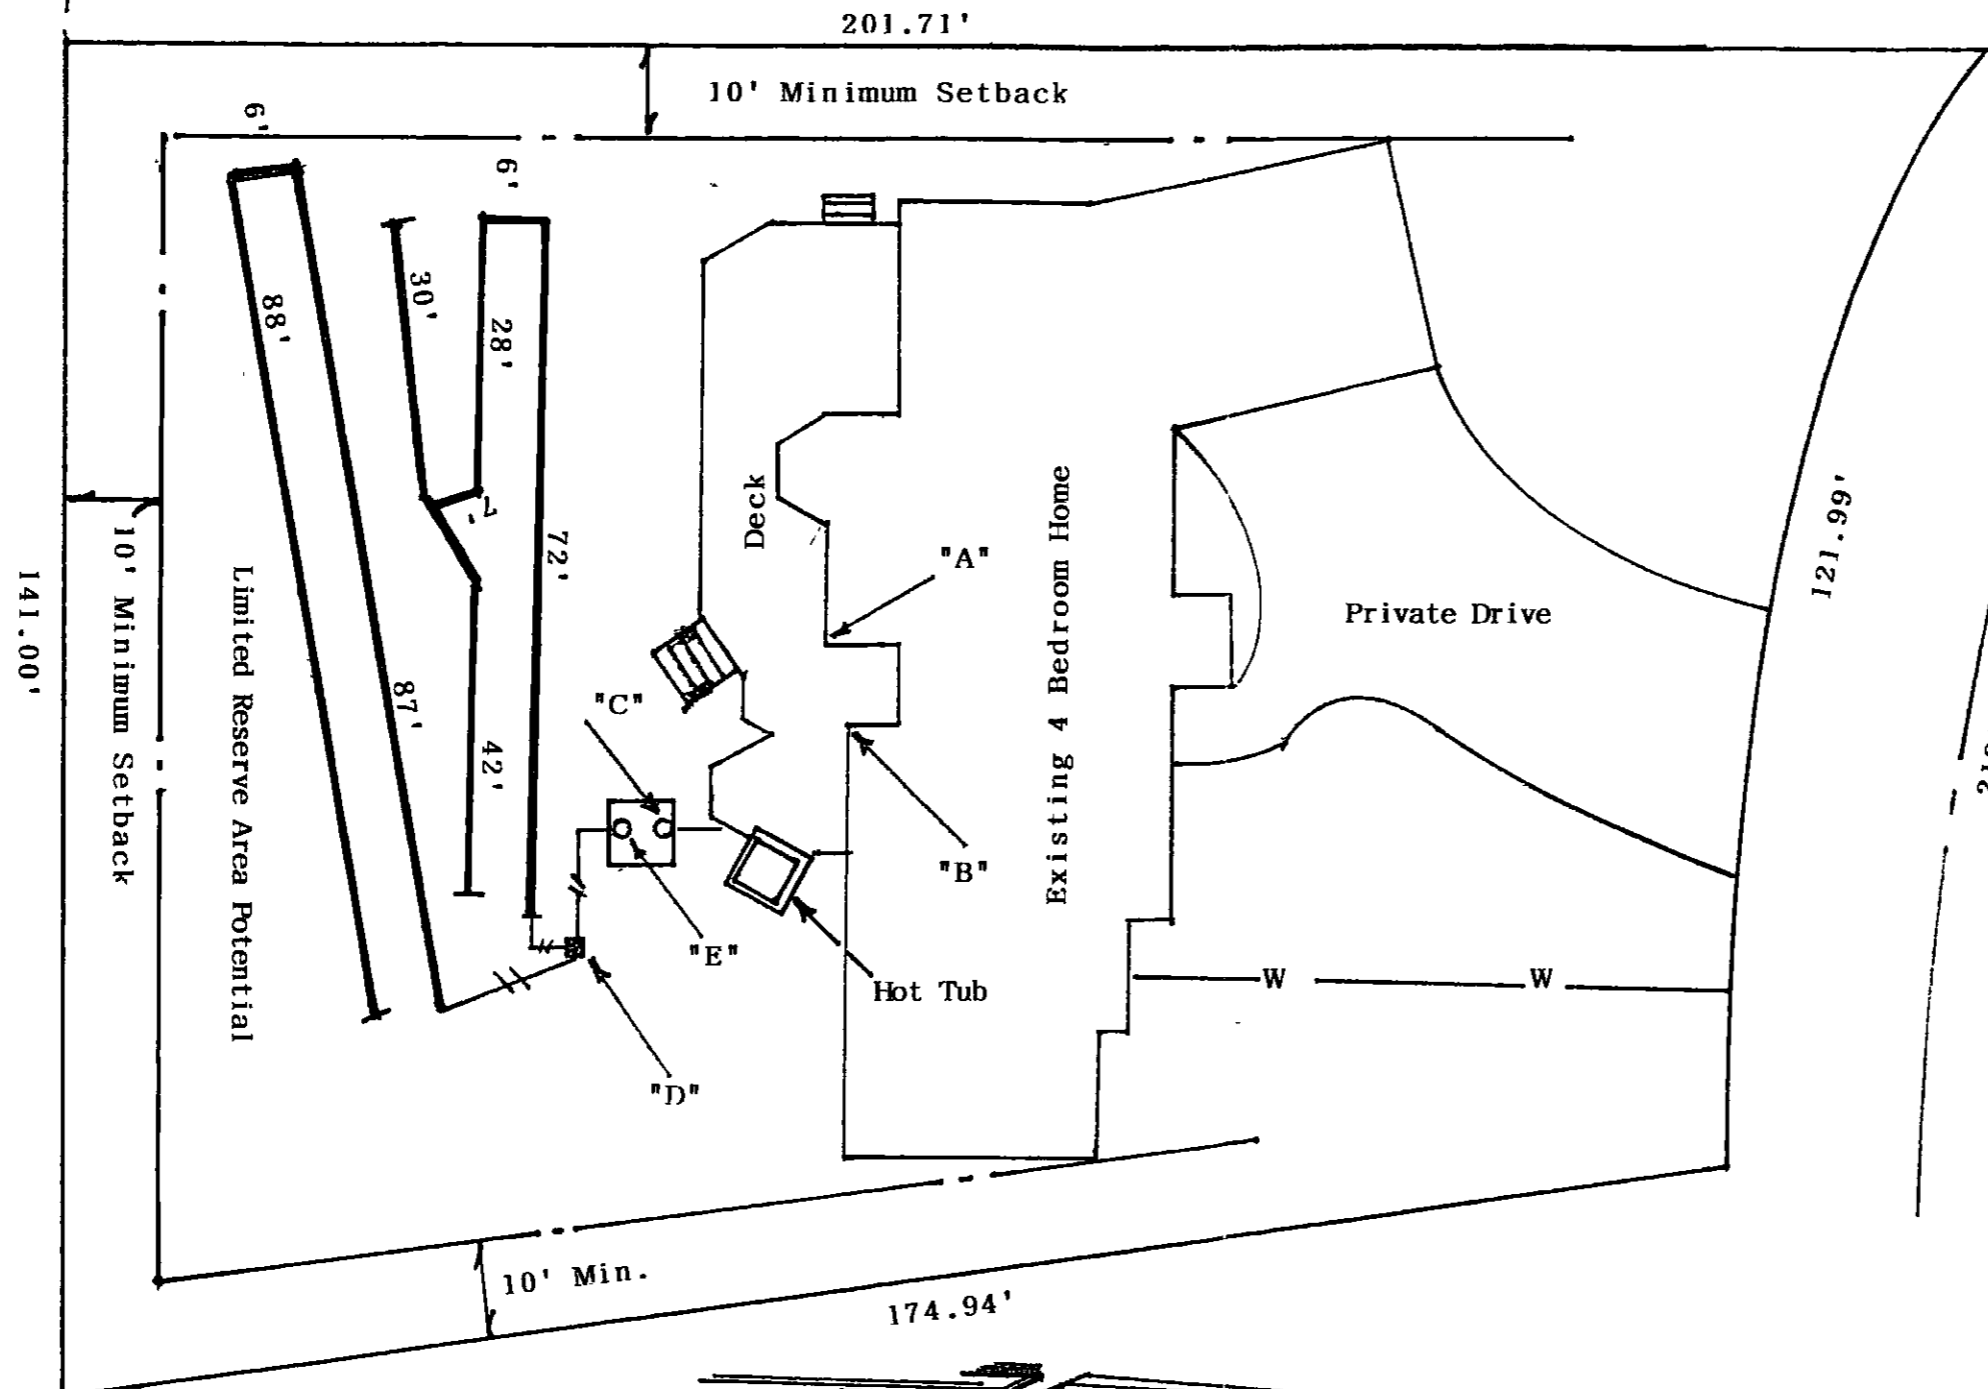 201.71'
10' Minimum Setback
6'
6'
30'
28'
88'
7'
72'
Deck
"A"
Existing 4 Bedroom Home
121.99'
Private Drive
141.00'
10' Minimum Setback
Limited Reserve Area Potential
87'
42'
"C"
"B"
"E"
Hot Tub
W
W
"D"
10' Min.
174.94'